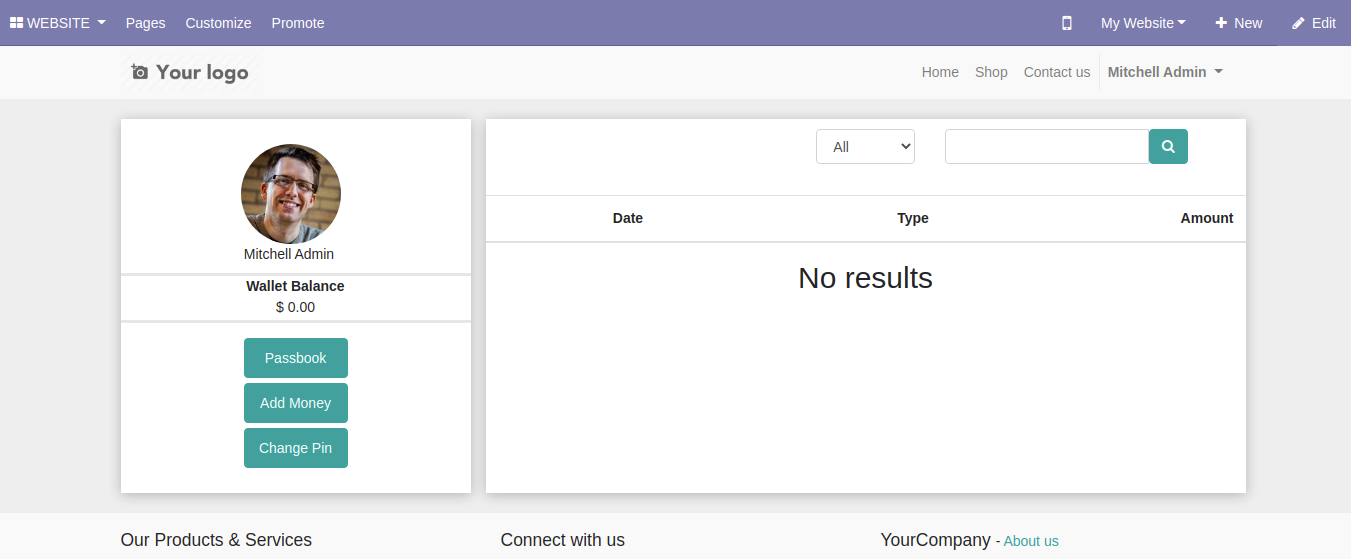 WEBSITE Pages Customize Promote My Website New Edit
Your logo Home Shop Contact us Mitchell Admin
All
Date Type Amount
No results
Mitchell Admin
Wallet Balance
$ 0.00
Passbook
Add Money
Change Pin
Our Products & Services Connect with us YourCompany - About us